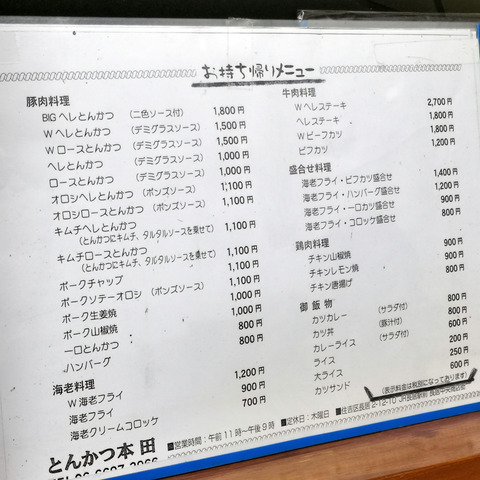 お持ち帰りメニュー
豚肉料理
BIGヘレとんかつ (二色ソース付) 1,800円
Wヘレとんかつ (デミグラスソース) 1,500円
Wロースとんかつ (デミグラスソース) 1,500円
ヘレとんかつ (デミグラスソース) 1,000円
ロースとんかつ (デミグラスソース) 1,000円
オロシヘレとんかつ (ポンズソース) 1,100円
オロシロースとんかつ (ポンズソース) 1,100円
キムチヘレとんかつ 1,100円
(とんかつにキムチ、タルタルソースを乗せて)
キムチロースとんかつ 1,100円
(とんかつにキムチ、タルタルソースを乗せて)
ポークチャップ 1,100円
ポークソテーオロシ (ポンズソース) 1,100円
ポーク生姜焼 1,000円
ポーク山椒焼 1,000円
一口とんかつ 800円
ハンバーグ 800円
海老料理
W海老フライ 1,200円
海老フライ 900円
海老クリームコロッケ 700円
牛肉料理
Wヘレステーキ 2,700円
ヘレステーキ 1,800円
Wビーフカツ 1,800円
ビフカツ 1,200円
盛合せ料理
海老フライ・ビフカツ盛合せ 1,400円
海老フライ・ハンバーグ盛合せ 1,200円
海老フライ・一口カツ盛合せ 900円
海老フライ・コロッケ盛合せ 800円
鶏肉料理
チキン山椒焼 900円
チキンレモン焼 900円
チキン唐揚げ 800円
御飯物
カツカレー (サラダ付) 800円
カツ丼 (豚汁付) 800円
カレーライス (サラダ付) 600円
ライス 200円
大ライス 250円
カツサンド 600円
(表示料金は税別になってあります)
とんかつ本田 ■営業時間:午前11時〜午後8時 ■定休日:木曜日 ■住吉区長居2-12-10 JR長居駅前 長居中央商店街